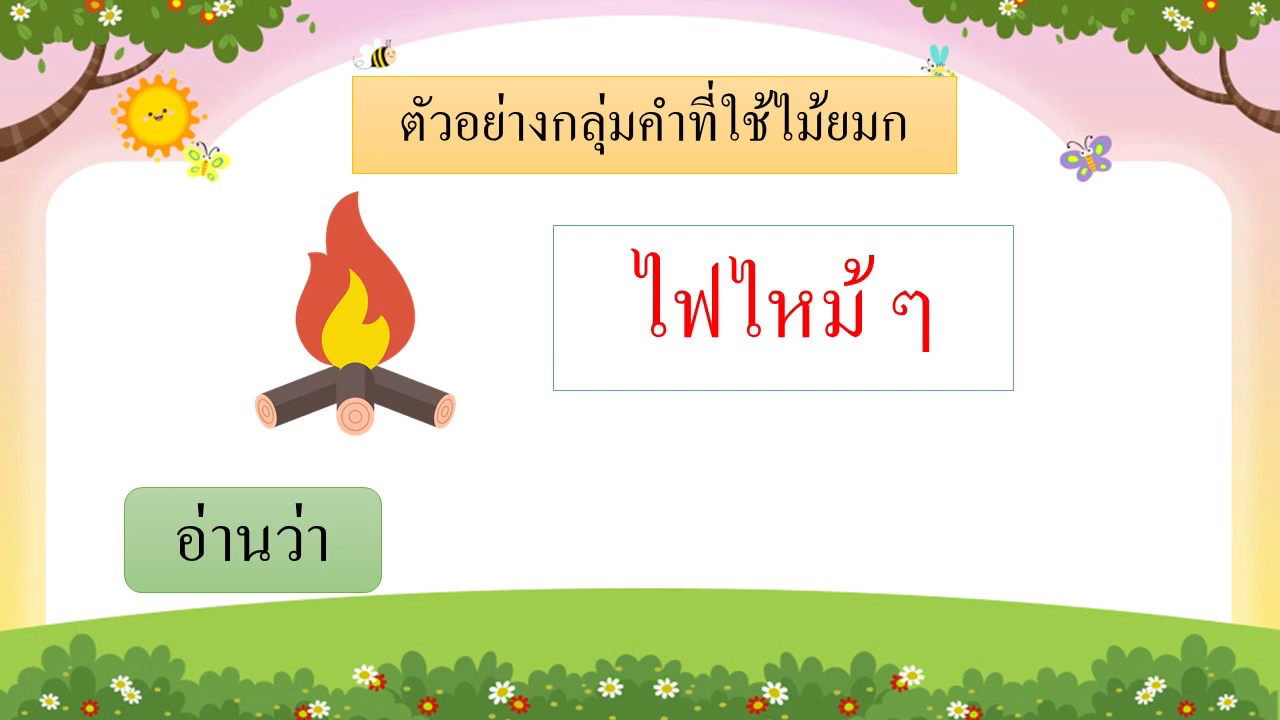 ตัวอย่างกลุ่มคำที่ใช้ไม้ยมก
ไฟไหม้ ๆ
อ่านว่า